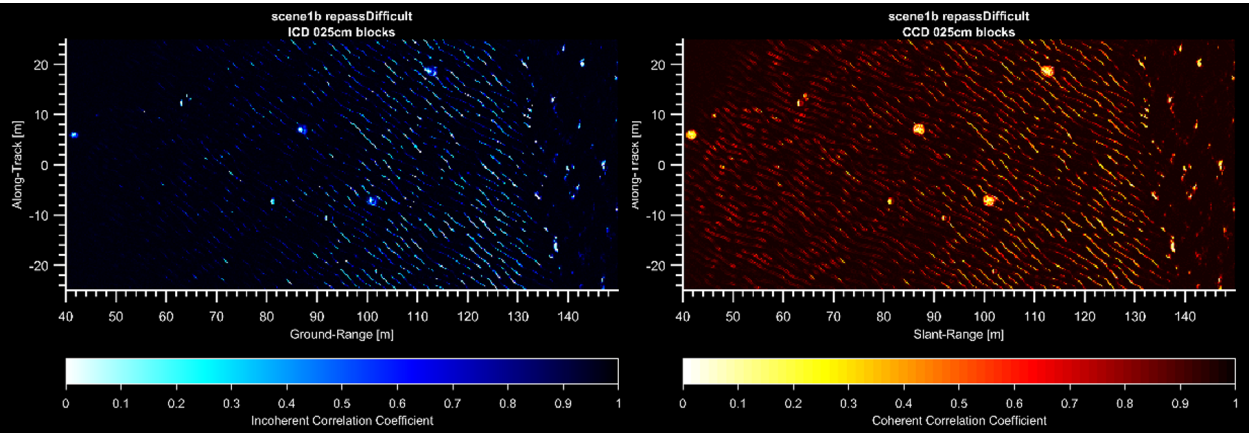 scene1b repassDifficult
ICD 025cm blocks
20
10
0
-10
-20
Along-Track [m]
40 50 60 70 80 90 100 110 120 130 140
Ground-Range [m]
0 0.1 0.2 0.3 0.4 0.5 0.6 0.7 0.8 0.9 1
Incoherent Correlation Coefficient
scene1b repassDifficult
CCD 025cm blocks
20
10
0
-10
-20
Along-Track [m]
40 50 60 70 80 90 100 110 120 130 140
Slant-Range [m]
0 0.1 0.2 0.3 0.4 0.5 0.6 0.7 0.8 0.9 1
Coherent Correlation Coefficient